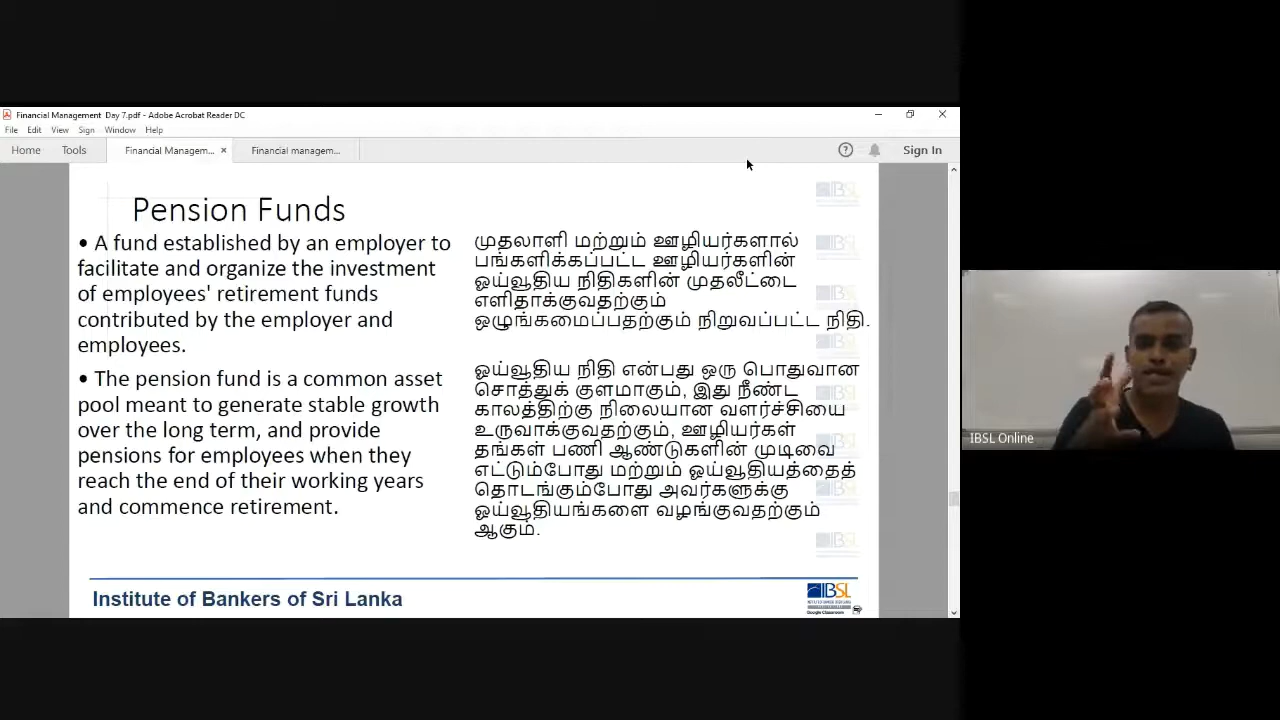 Financial Management Day 7.pdf - Adobe Acrobat Reader DC
File Edit View Sign Window Help
Home Tools Financial Managem... × Financial managem... Sign In
Pension Funds
• A fund established by an employer to
facilitate and organize the investment
of employees' retirement funds
contributed by the employer and
employees.
• The pension fund is a common asset
pool meant to generate stable growth
over the long term, and provide
pensions for employees when they
reach the end of their working years
and commence retirement.
முதலாளி மற்றும் ஊழியர்களால்
பங்களிக்கப்பட்ட ஊழியர்களின்
ஓய்வூதிய நிதிகளின் முதலீட்டை
எளிதாக்குவதற்கும்
ஒழுங்கமைப்பதற்கும் நிறுவப்பட்ட நிதி.
ஓய்வூதிய நிதி என்பது ஒரு பொதுவான
சொத்துக் குளமாகும், இது நீண்ட
காலத்திற்கு நிலையான வளர்ச்சியை
உருவாக்குவதற்கும், ஊழியர்கள்
தங்கள் பணி ஆண்டுகளின் முடிவை
எட்டும்போது மற்றும் ஓய்வூதியத்தைத்
தொடங்கும்போது அவர்களுக்கு
ஓய்வூதியங்களை வழங்குவதற்கும்
ஆகும்.
Institute of Bankers of Sri Lanka
IBSL
Google Classroom
IBSL Online